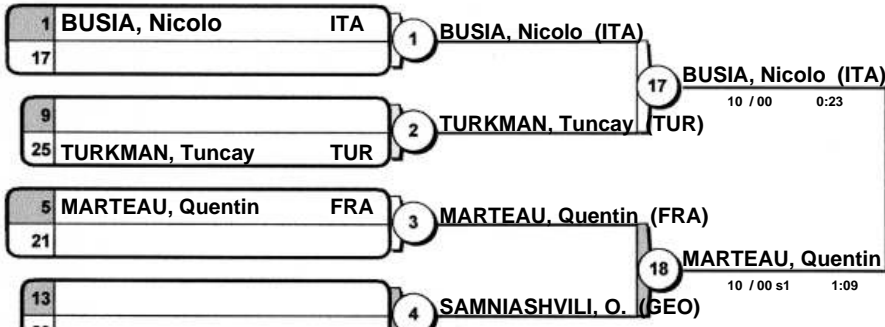 1 BUSIA, Nicolo ITA
17
1 BUSIA, Nicolo (ITA)
17 BUSIA, Nicolo (ITA)
10 / 00 0:23
9
25 TURKMAN, Tuncay TUR
2 TURKMAN, Tuncay (TUR)
5 MARTEAU, Quentin FRA
21
3 MARTEAU, Quentin (FRA)
18 MARTEAU, Quentin
10 / 00 s1 1:09
13
4 SAMNIASHVILI, O. (GEO)